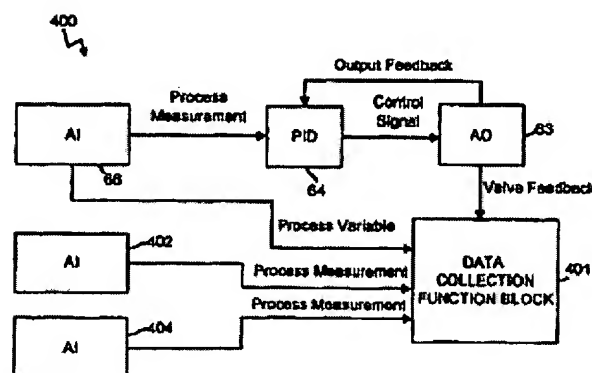 400
Output Feedback
Process
Measurement
Control
Signal
AI
PID
AO
63
66
64
Valve Feedback
Process Variable
402
AI
Process Measurement
DATA
COLLECTION
FUNCTION BLOCK
401
Process Measurement
404
AI